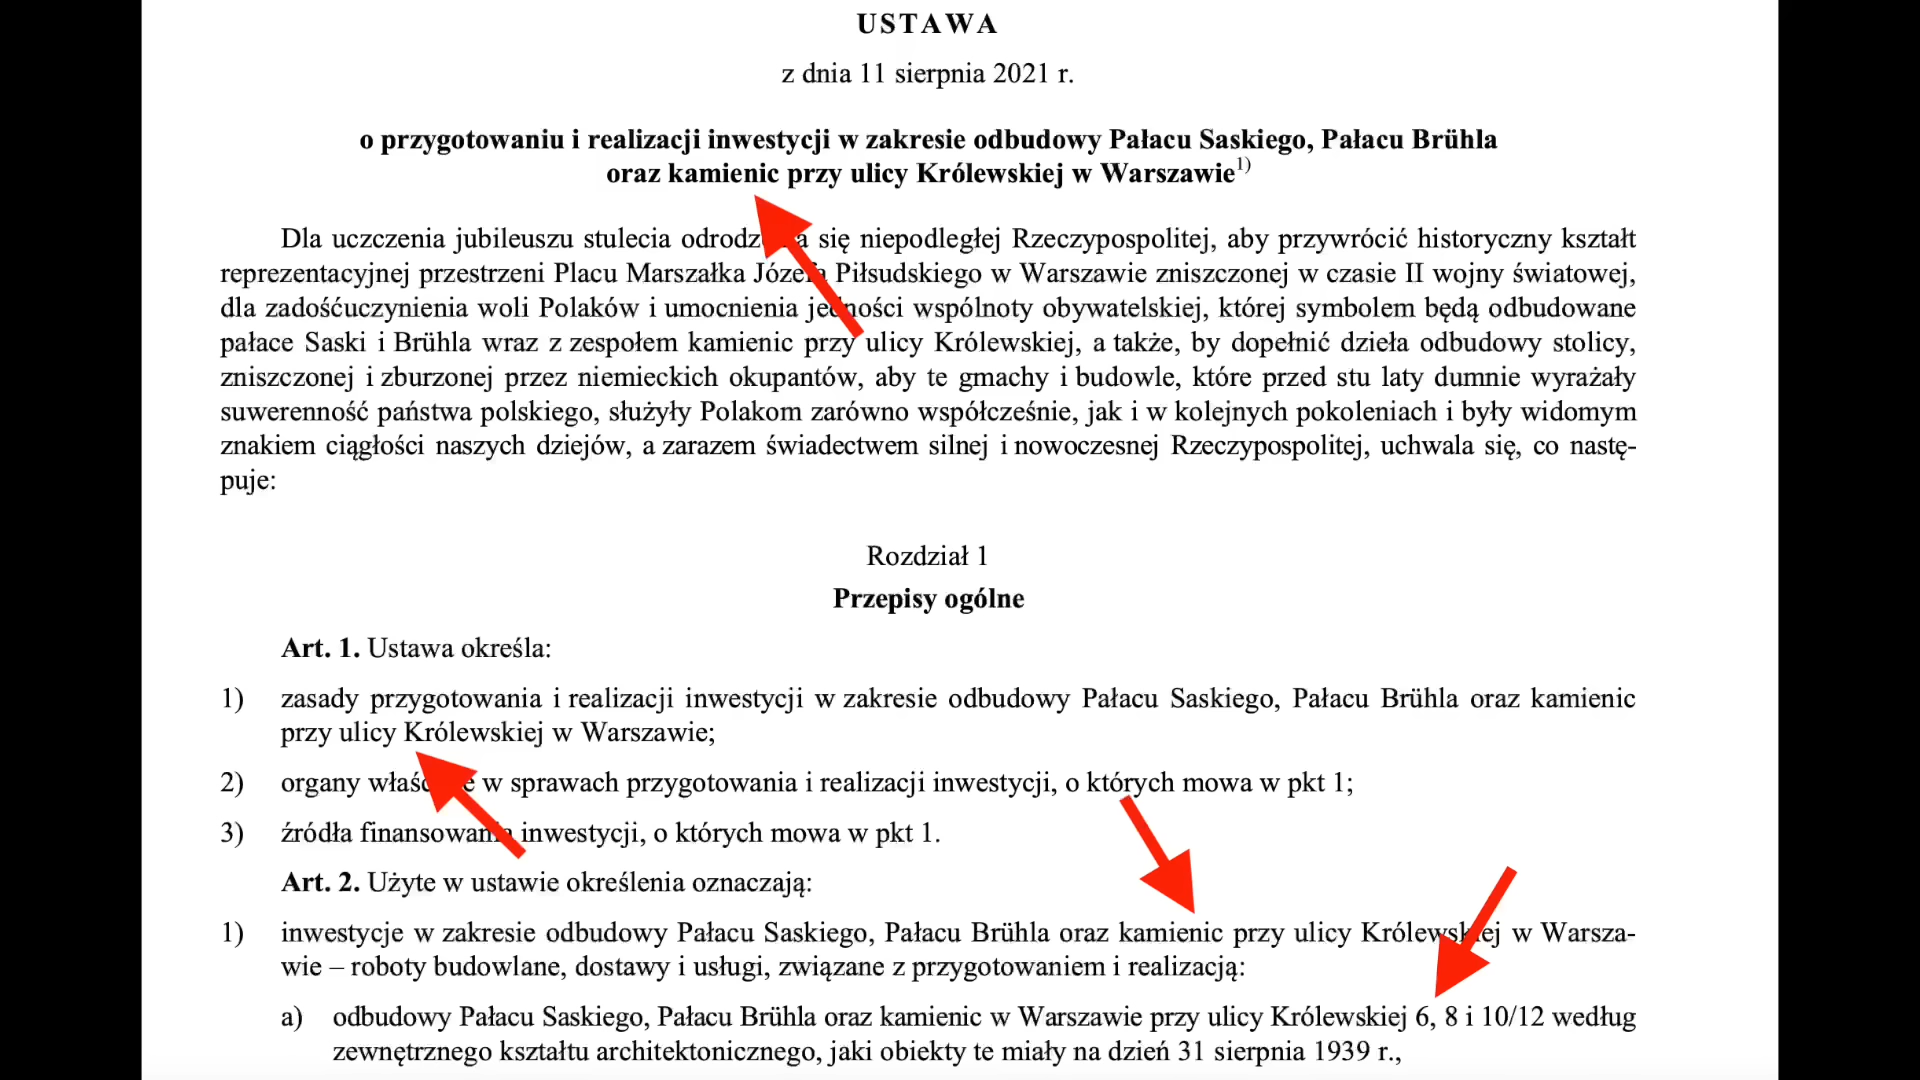 USTAWA
z dnia 11 sierpnia 2021 r.
o przygotowaniu i realizacji inwestycji w zakresie odbudowy Pałacu Saskiego, Pałacu Brühla
oraz kamienic przy ulicy Królewskiej w Warszawie1)
Dla uczczenia jubileuszu stulecia odrodzenia się niepodległej Rzeczypospolitej, aby przywrócić historyczny kształt
reprezentacyjnej przestrzeni Placu Marszałka Józefa Piłsudskiego w Warszawie zniszczonej w czasie II wojny światowej,
dla zadośćuczynienia woli Polaków i umocnienia jedności wspólnoty obywatelskiej, której symbolem będą odbudowane
pałace Saski i Brühla wraz z zespołem kamienic przy ulicy Królewskiej, a także, by dopełnić dzieła odbudowy stolicy,
zniszczonej i zburzonej przez niemieckich okupantów, aby te gmachy i budowle, które przed stu laty dumnie wyrażały
suwerenność państwa polskiego, służyły Polakom zarówno współcześnie, jak i w kolejnych pokoleniach i były widomym
znakiem ciągłości naszych dziejów, a zarazem świadectwem silnej i nowoczesnej Rzeczypospolitej, uchwala się, co nastę-
puje:
Rozdział 1
Przepisy ogólne
Art. 1. Ustawa określa:
1) zasady przygotowania i realizacji inwestycji w zakresie odbudowy Pałacu Saskiego, Pałacu Brühla oraz kamienic
przy ulicy Królewskiej w Warszawie;
2) organy właściwe w sprawach przygotowania i realizacji inwestycji, o których mowa w pkt 1;
3) źródła finansowania inwestycji, o których mowa w pkt 1.
Art. 2. Użyte w ustawie określenia oznaczają:
1) inwestycje w zakresie odbudowy Pałacu Saskiego, Pałacu Brühla oraz kamienic przy ulicy Królewskiej w Warsza-
wie – roboty budowlane, dostawy i usługi, związane z przygotowaniem i realizacją:
a) odbudowy Pałacu Saskiego, Pałacu Brühla oraz kamienic w Warszawie przy ulicy Królewskiej 6, 8 i 10/12 według
zewnętrznego kształtu architektonicznego, jaki obiekty te miały na dzień 31 sierpnia 1939 r.,